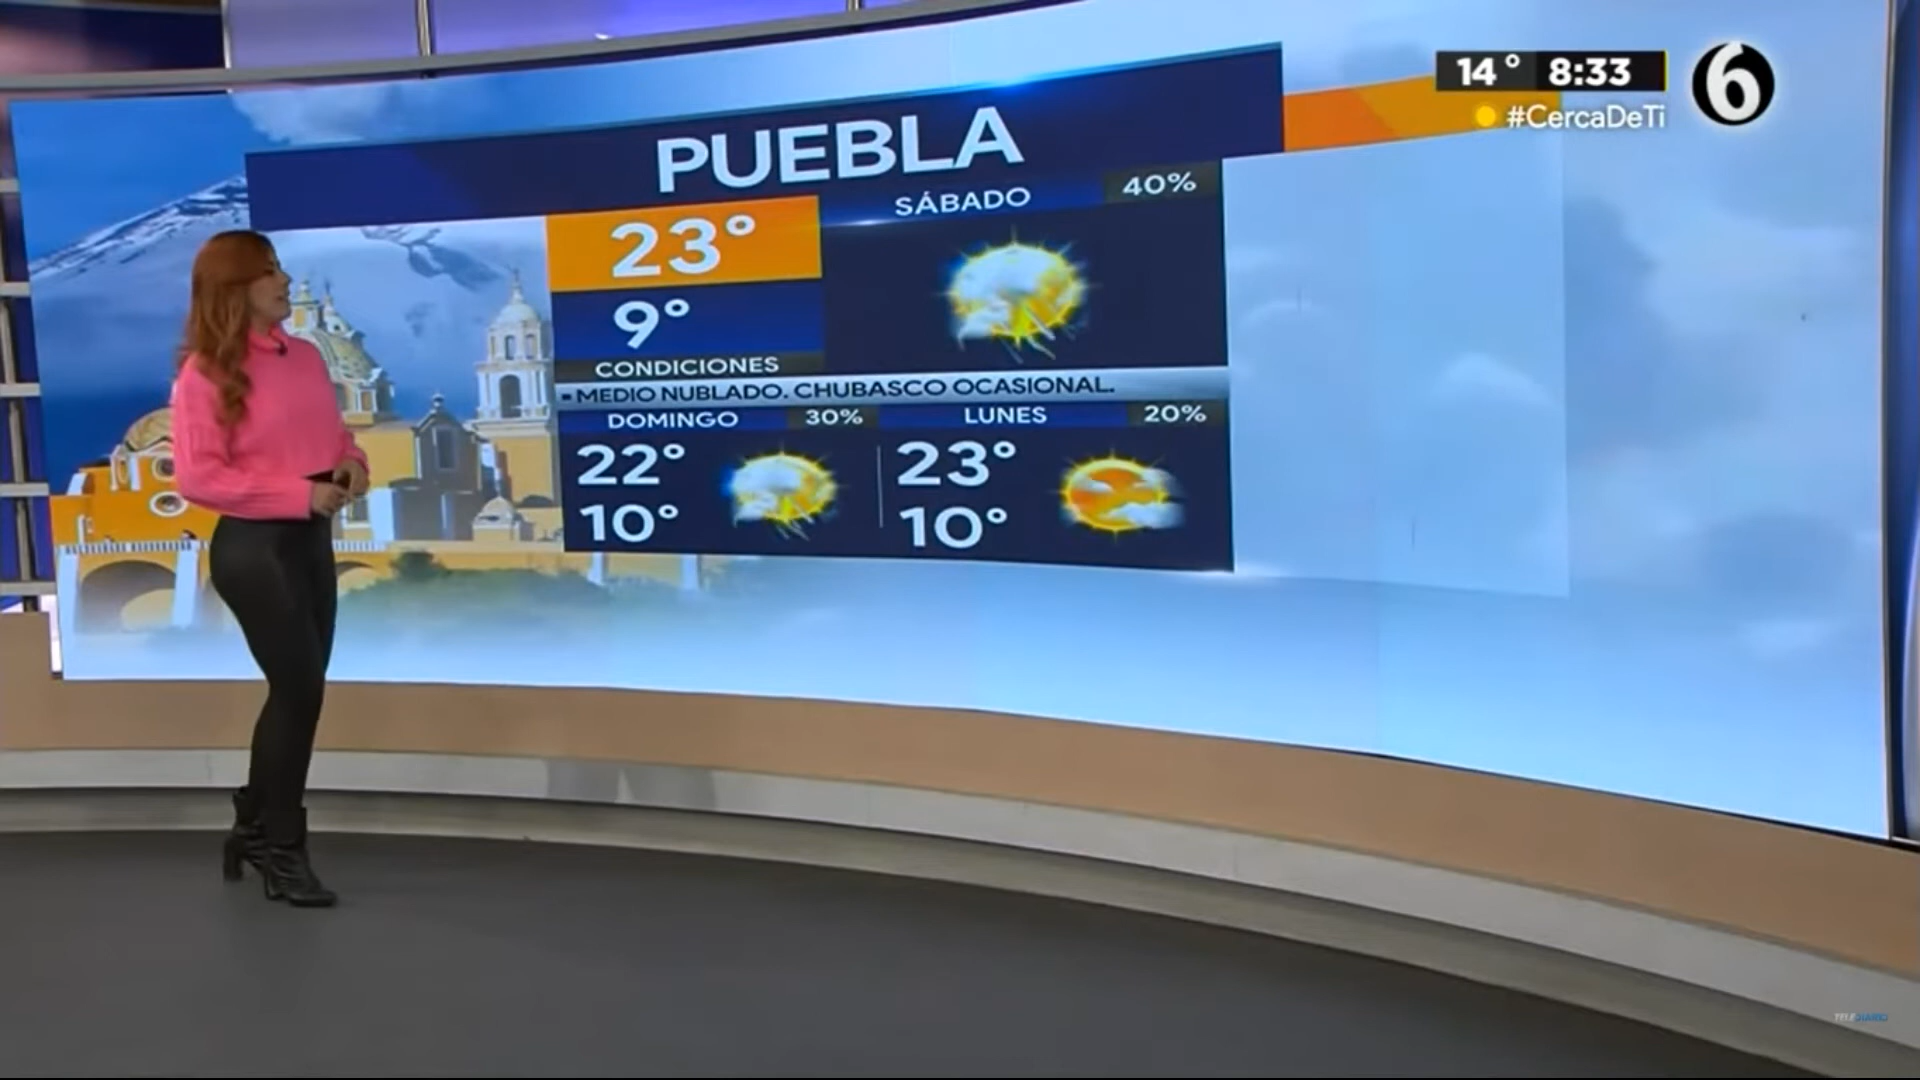 14° 8:33
6
#CercaDeTi
PUEBLA
23°
SÁBADO 40%
9°
CONDICIONES
MEDIO NUBLADO. CHUBASCO OCASIONAL.
DOMINGO 30%
22°
10°
LUNES 20%
23°
10°
TELEDIARIO